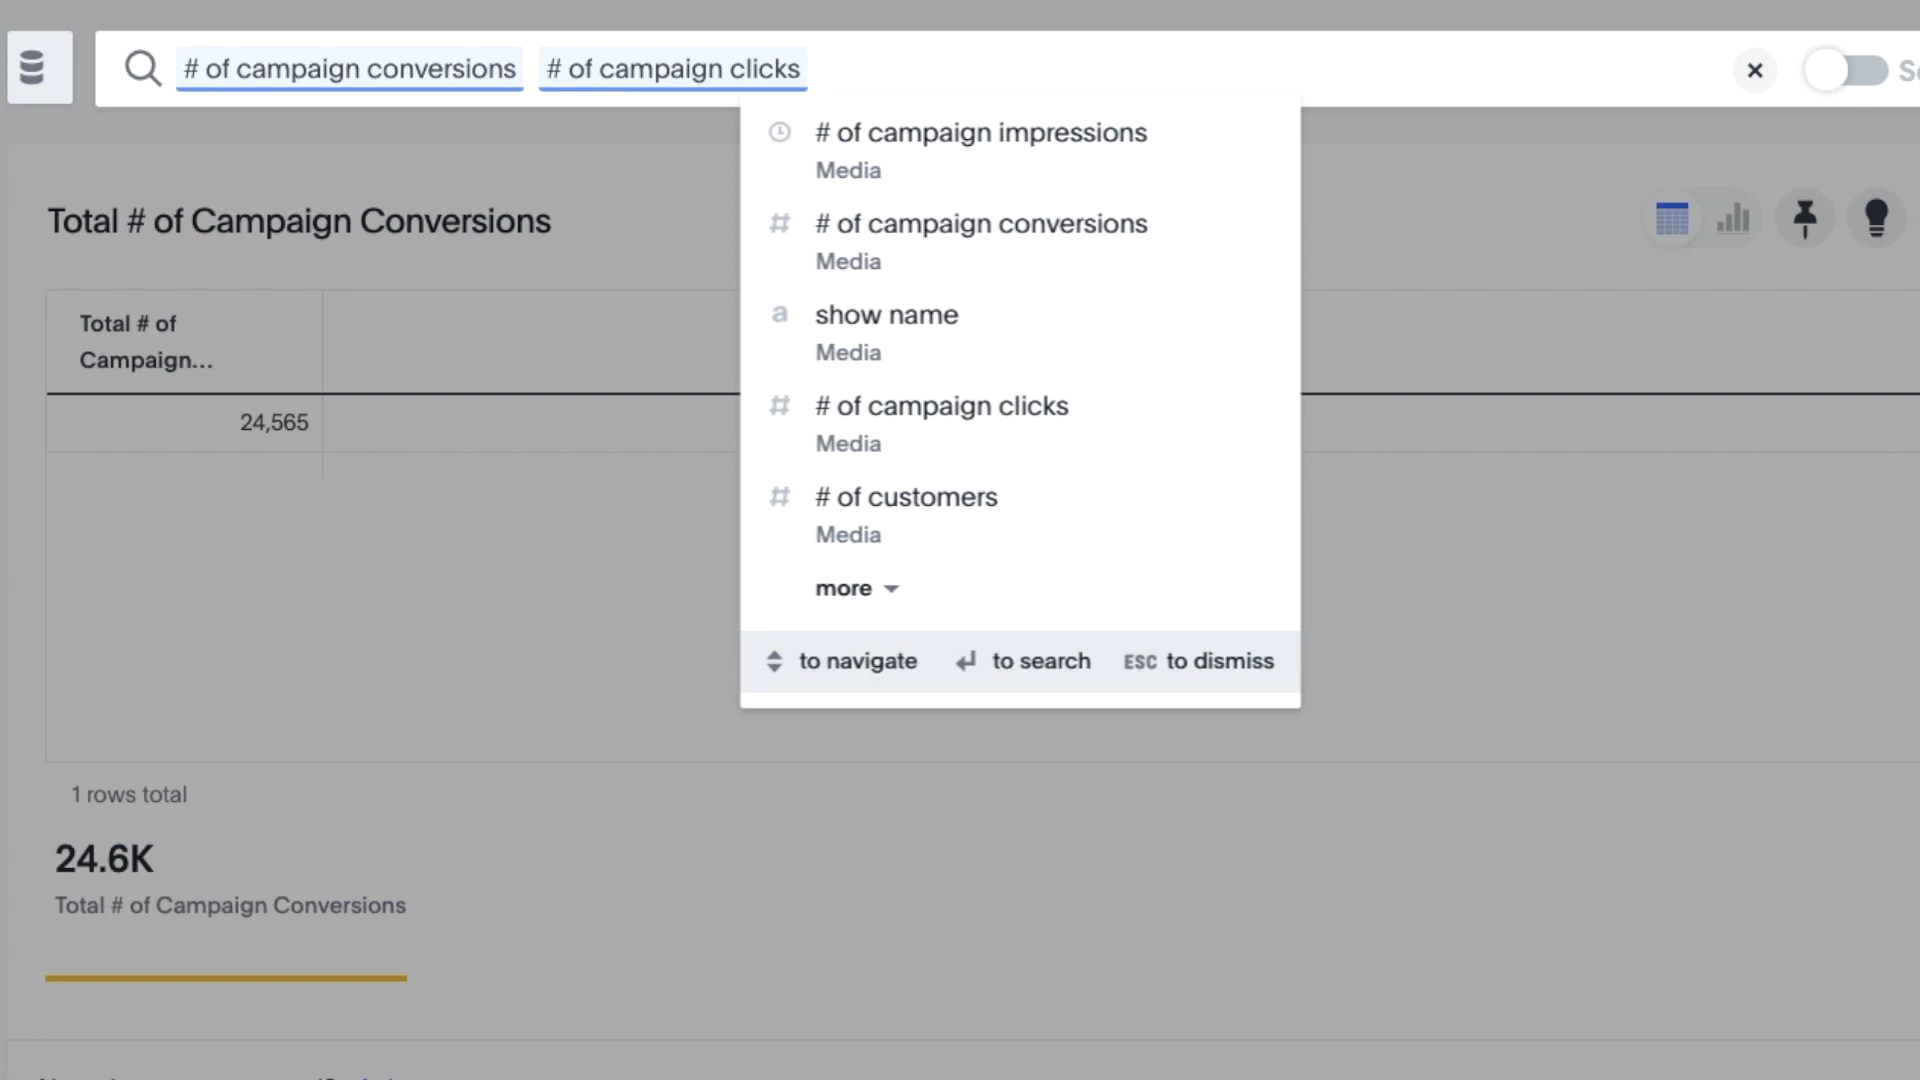 # of campaign conversions # of campaign clicks
# of campaign impressions
Media
# of campaign conversions
Media
a show name
Media
# of campaign clicks
Media
# of customers
Media
more
to navigate to search ESC to dismiss
Total # of Campaign Conversions
Total # of
Campaign...
24,565
1 rows total
24.6K
Total # of Campaign Conversions